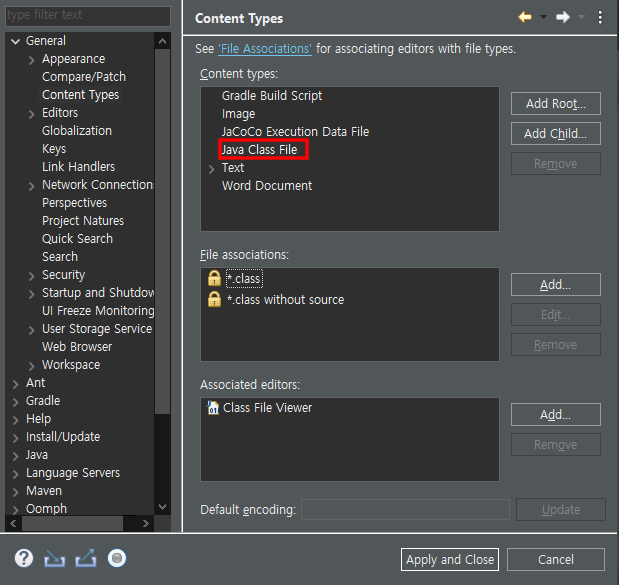 type filter text
General
Appearance
Compare/Patch
Content Types
Editors
Globalization
Keys
Link Handlers
Network Connection
Perspectives
Project Natures
Quick Search
Search
Security
Startup and Shutdow
UI Freeze Monitoring
User Storage Service
Web Browser
Workspace
Ant
Gradle
Help
Install/Update
Java
Language Servers
Maven
Oomph
Content Types
See 'File Associations' for associating editors with file types.
Content types:
Gradle Build Script
Image
JaCoCo Execution Data File
Java Class File
Text
Word Document
Add Root...
Add Child...
Remove
File associations:
*.class
*.class without source
Add...
Edit...
Remove
Associated editors:
Class File Viewer
Add...
Remove
Default encoding:
Update
Apply and Close
Cancel